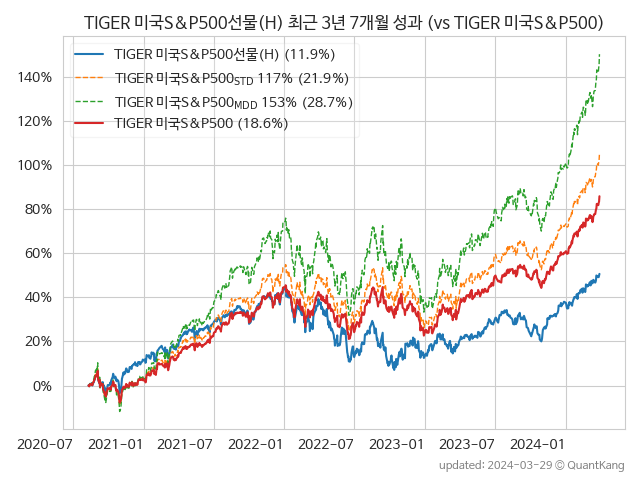 TIGER 미국S&P500선물(H) 최근 3년 7개월 성과 (vs TIGER 미국S&P500)
TIGER 미국S&P500선물(H) (11.9%)
TIGER 미국S&P500STD 117% (21.9%)
TIGER 미국S&P500MDD 153% (28.7%)
TIGER 미국S&P500 (18.6%)
140%
120%
100%
80%
60%
40%
20%
0%
2020-07 2021-01 2021-07 2022-01 2022-07 2023-01 2023-07 2024-01
updated: 2024-03-29 © QuantKang